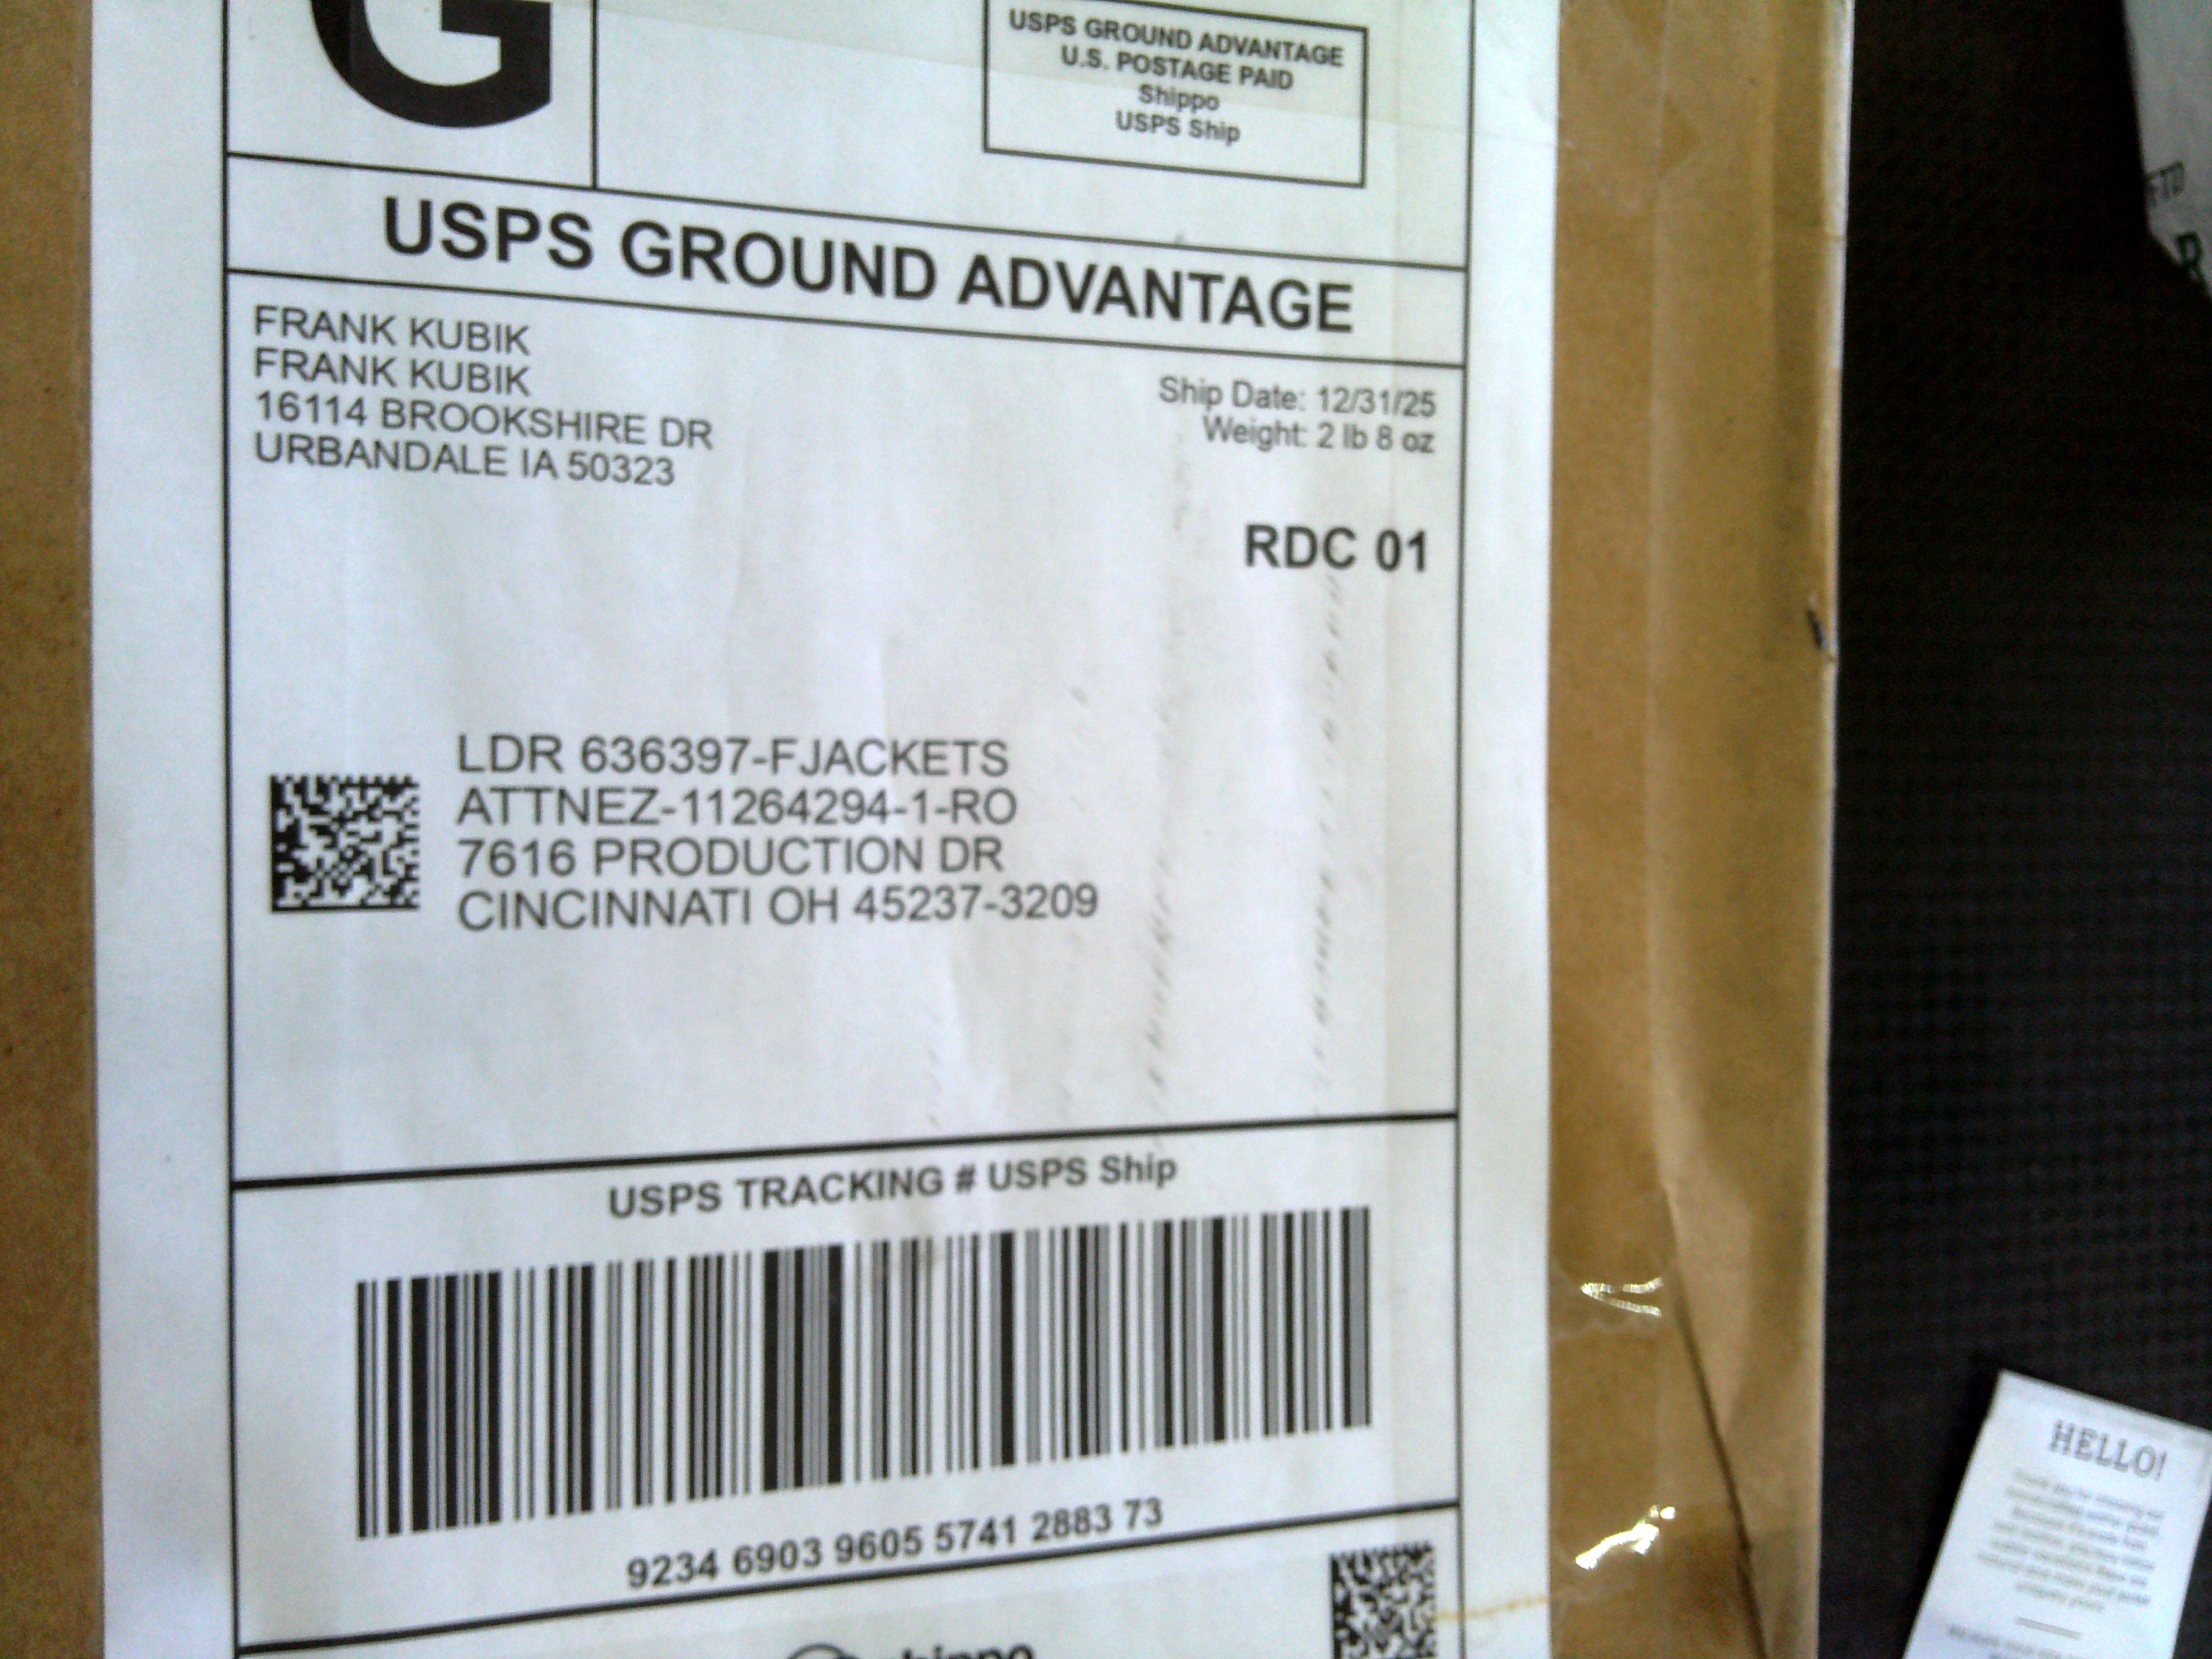 G
USPS GROUND ADVANTAGE
U.S. POSTAGE PAID
Shippo
USPS Ship
USPS GROUND ADVANTAGE
FRANK KUBIK
FRANK KUBIK
16114 BROOKSHIRE DR
URBANDALE IA 50323
Ship Date: 12/31/25
Weight: 2 lb 8 oz
RDC 01
LDR 636397-FJACKETS
ATTNEZ-11264294-1-RO
7616 PRODUCTION DR
CINCINNATI OH 45237-3209
USPS TRACKING # USPS Ship
9234 6903 9605 5741 2883 73
HELLO!